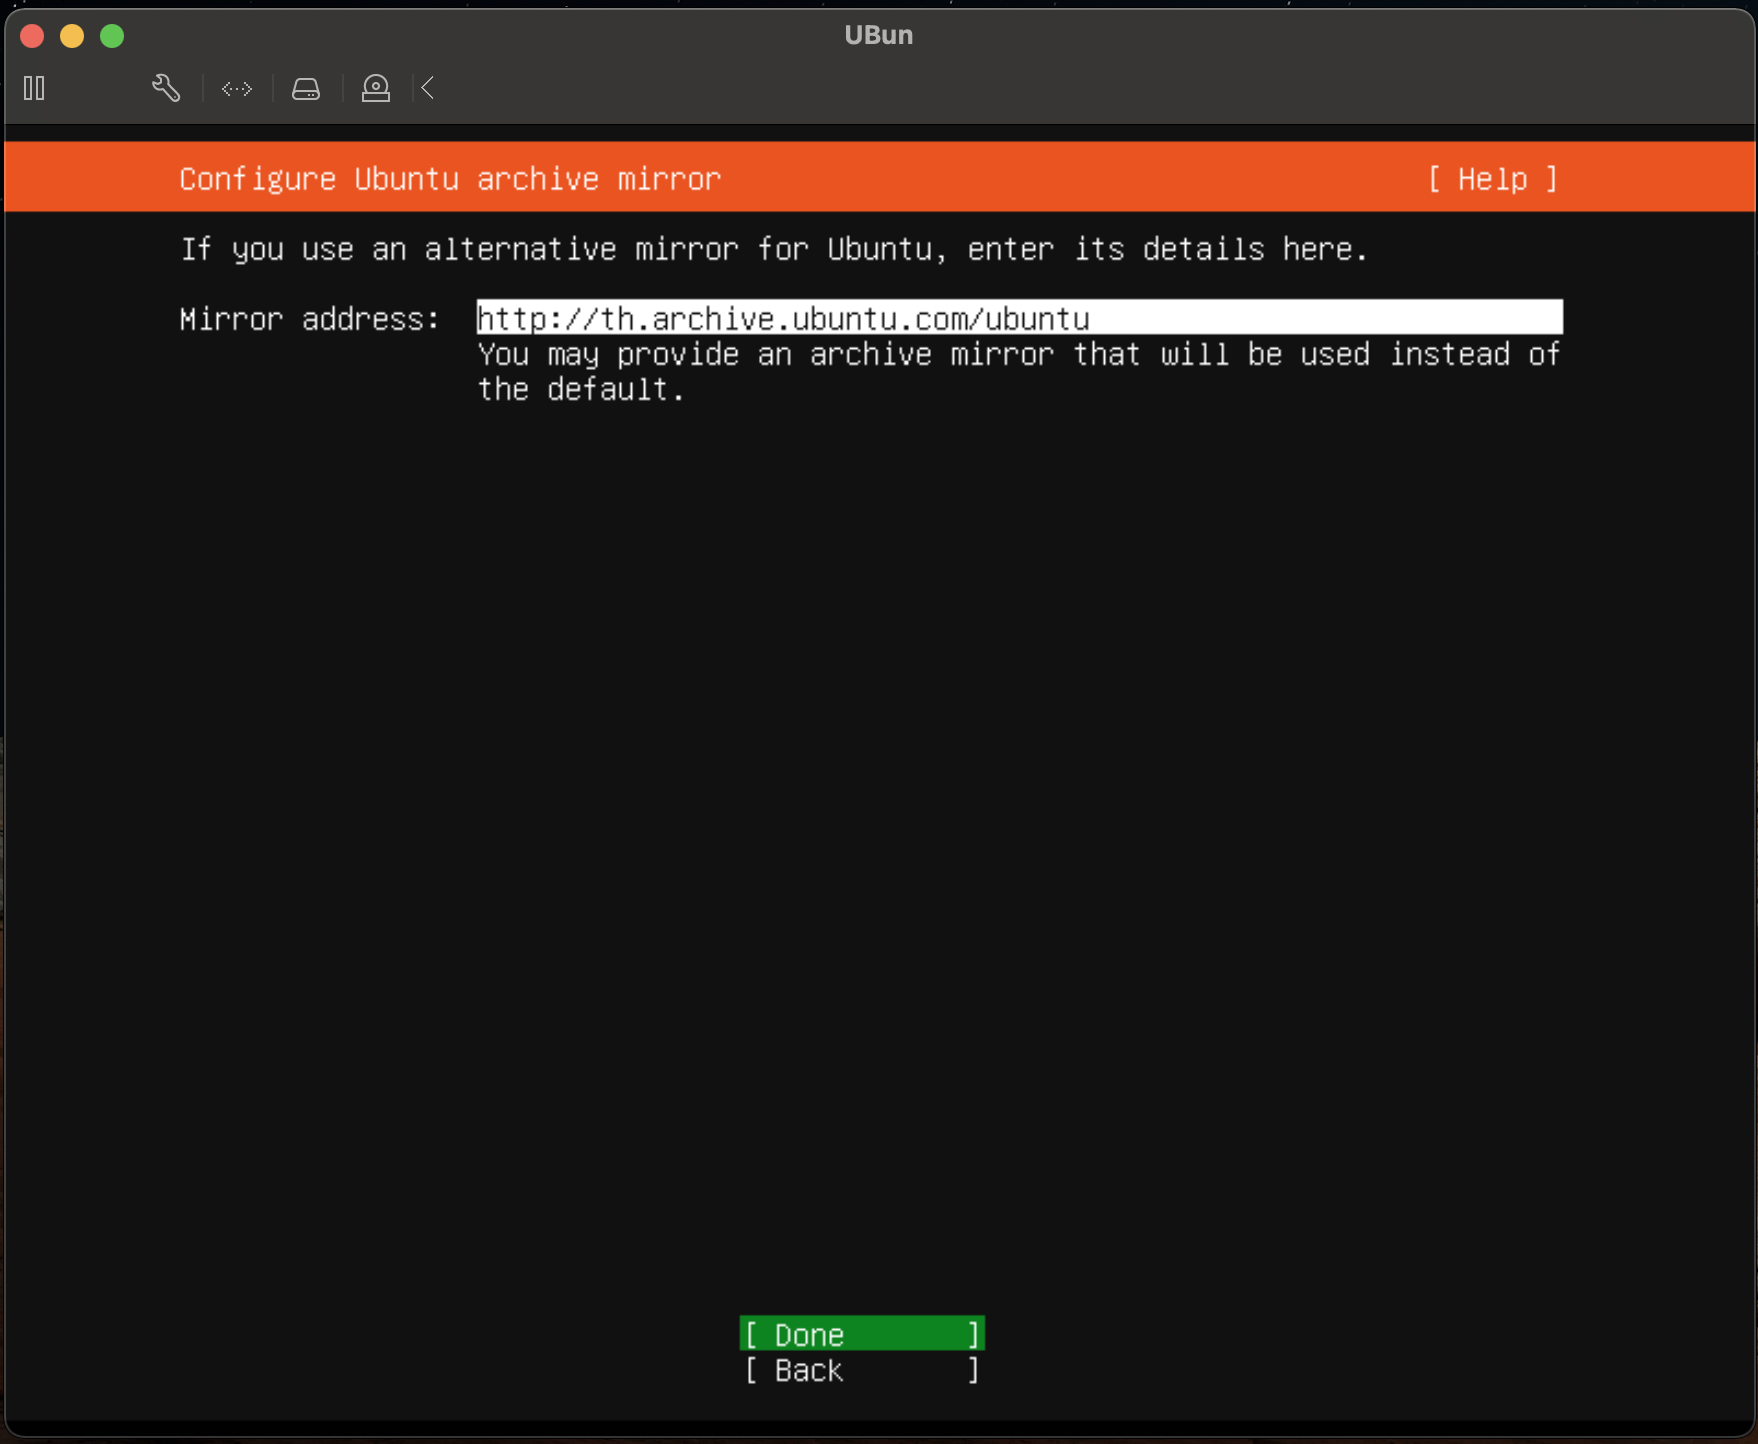 UBun
Configure Ubuntu archive mirror [ Help ]
If you use an alternative mirror for Ubuntu, enter its details here.
Mirror address: http://th.archive.ubuntu.com/ubuntu
You may provide an archive mirror that will be used instead of
the default.
[ Done ]
[ Back ]